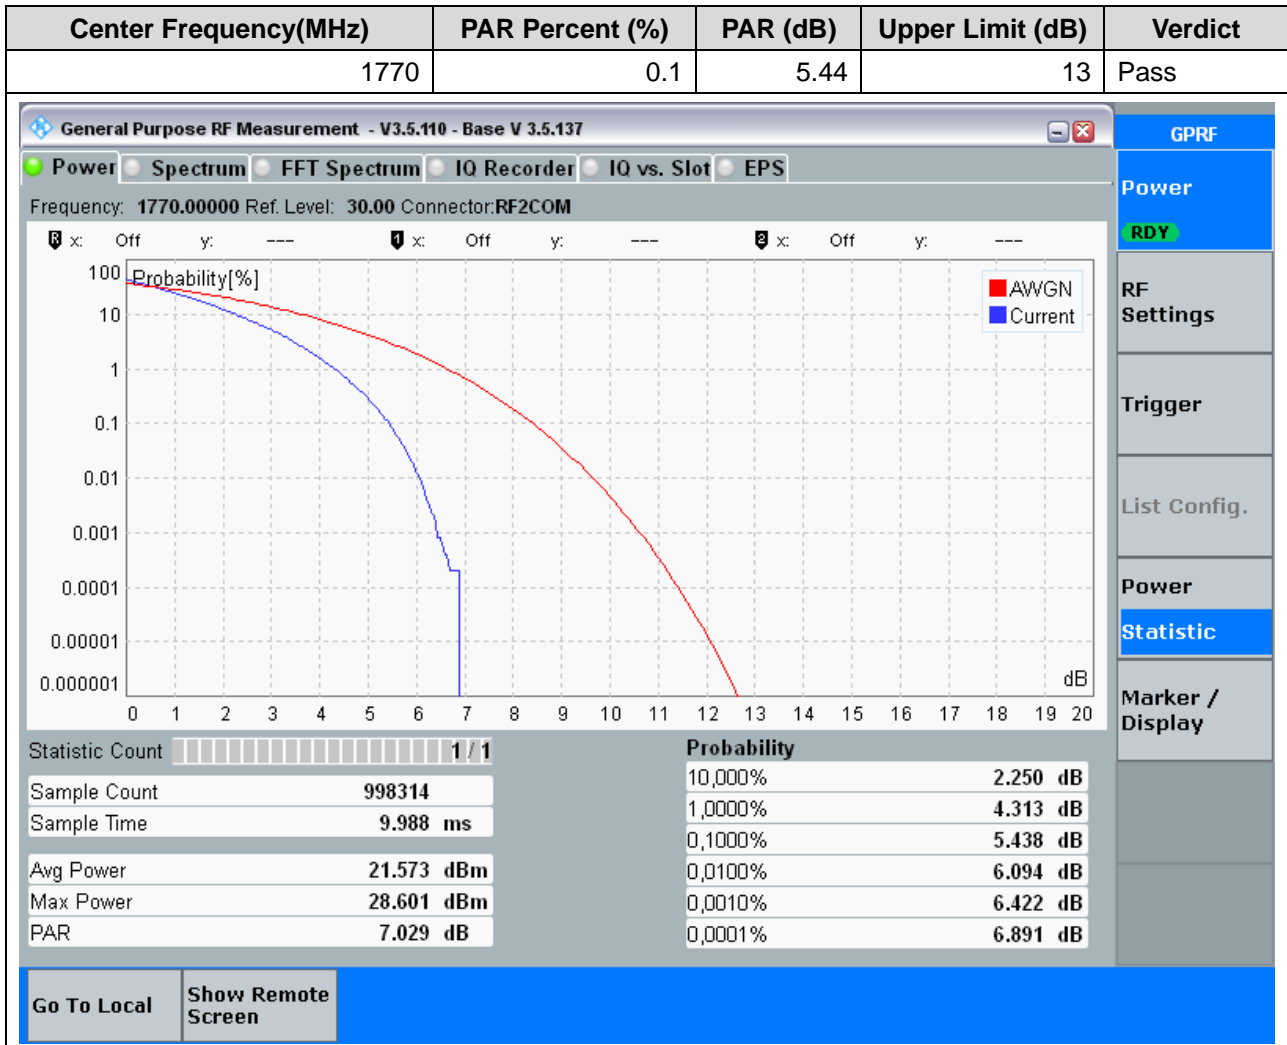 Center Frequency(MHz) PAR Percent (%) PAR (dB) Upper Limit (dB) Verdict
1770 0.1 5.44 13 Pass
General Purpose RF Measurement - V3.5.110 - Base V 3.5.137
GPRF
Power Spectrum FFT Spectrum IQ Recorder IQ vs. Slot EPS
Power
RDY
Frequency: 1770.00000 Ref. Level: 30.00 Connector:RF2COM
R x: Off y: --- 1 x: Off y: --- 2 x: Off y: ---
Probability[%]
AWGN
Current
100
10
1
0.1
0.01
0.001
0.0001
0.00001
0.000001
dB
0 1 2 3 4 5 6 7 8 9 10 11 12 13 14 15 16 17 18 19 20
RF
Settings
Trigger
List Config.
Power
Statistic
Marker /
Display
Statistic Count 1 / 1
Sample Count 998314
Sample Time 9.988 ms
Avg Power 21.573 dBm
Max Power 28.601 dBm
PAR 7.029 dB
Probability
10,000% 2.250 dB
1,0000% 4.313 dB
0,1000% 5.438 dB
0,0100% 6.094 dB
0,0010% 6.422 dB
0,0001% 6.891 dB
Go To Local
Show Remote
Screen